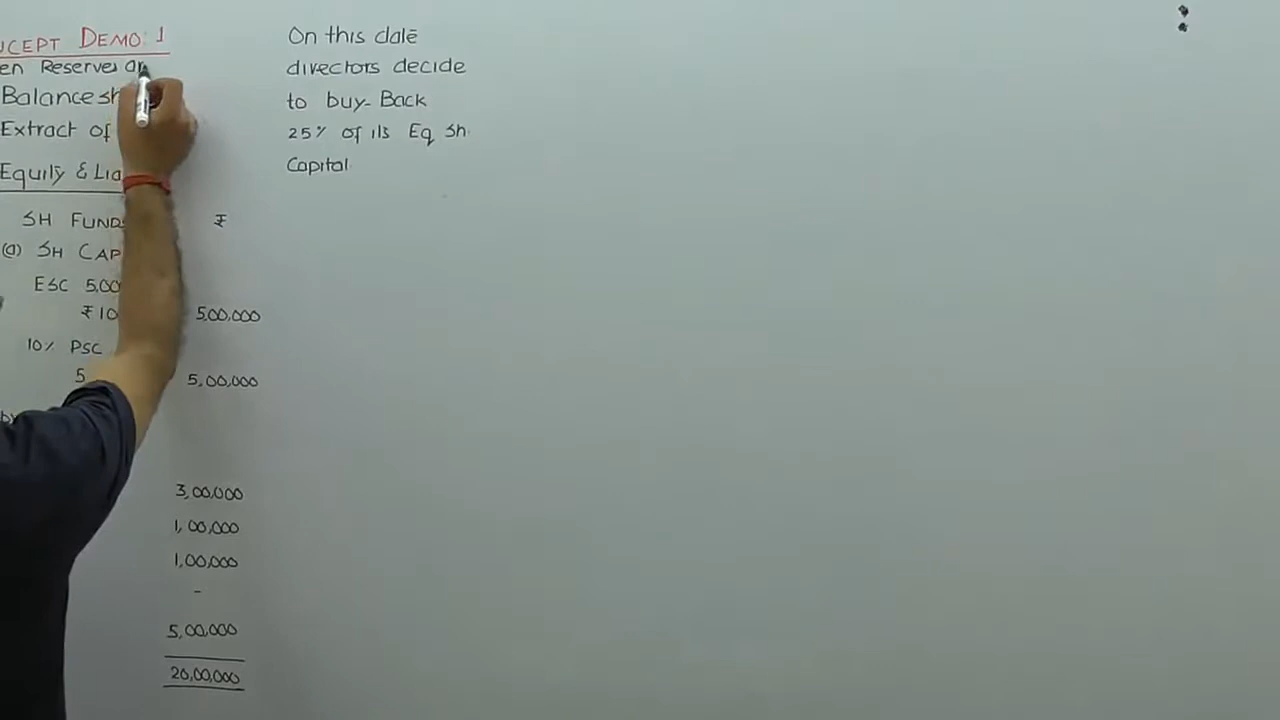 UCEPT DEMO: 1
en Reserves ar
Balance sh
Extract of
Equity & Lia
SH FUNDS ₹
(a) SH CAP
ESC 5,00
₹ 10 5,00,000
10% PSC
5 5,00,000
by
3,00,000
1,00,000
1,00,000
-
5,00,000
20,00,000
On this date
directors decide
to buy-Back
25% of its Eq Sh.
Capital.